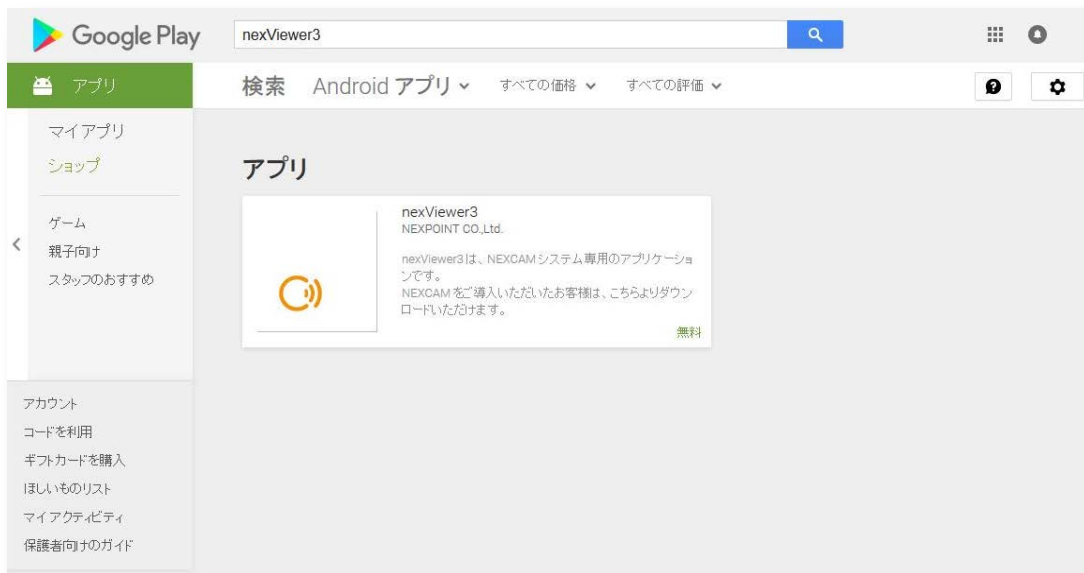 Google Play
nexViewer3
アプリ
検索 Android アプリ すべての価格 すべての評価
マイアプリ
ショップ
ゲーム
親子向け
スタッフのおすすめ
アカウント
コードを利用
ギフトカードを購入
ほしいものリスト
マイアクティビティ
保護者向けのガイド
アプリ
nexViewer3
NEXPOINT CO.,Ltd.
nexViewer3は、NEXCAMシステム専用のアプリケーショ
ンです。
NEXCAMをご導入いただいたお客様は、こちらよりダウン
ロードいただけます。
無料